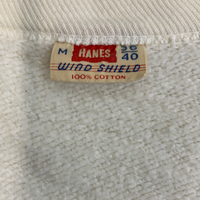 M HANES 38 40
WIND SHIELD
100% COTTON